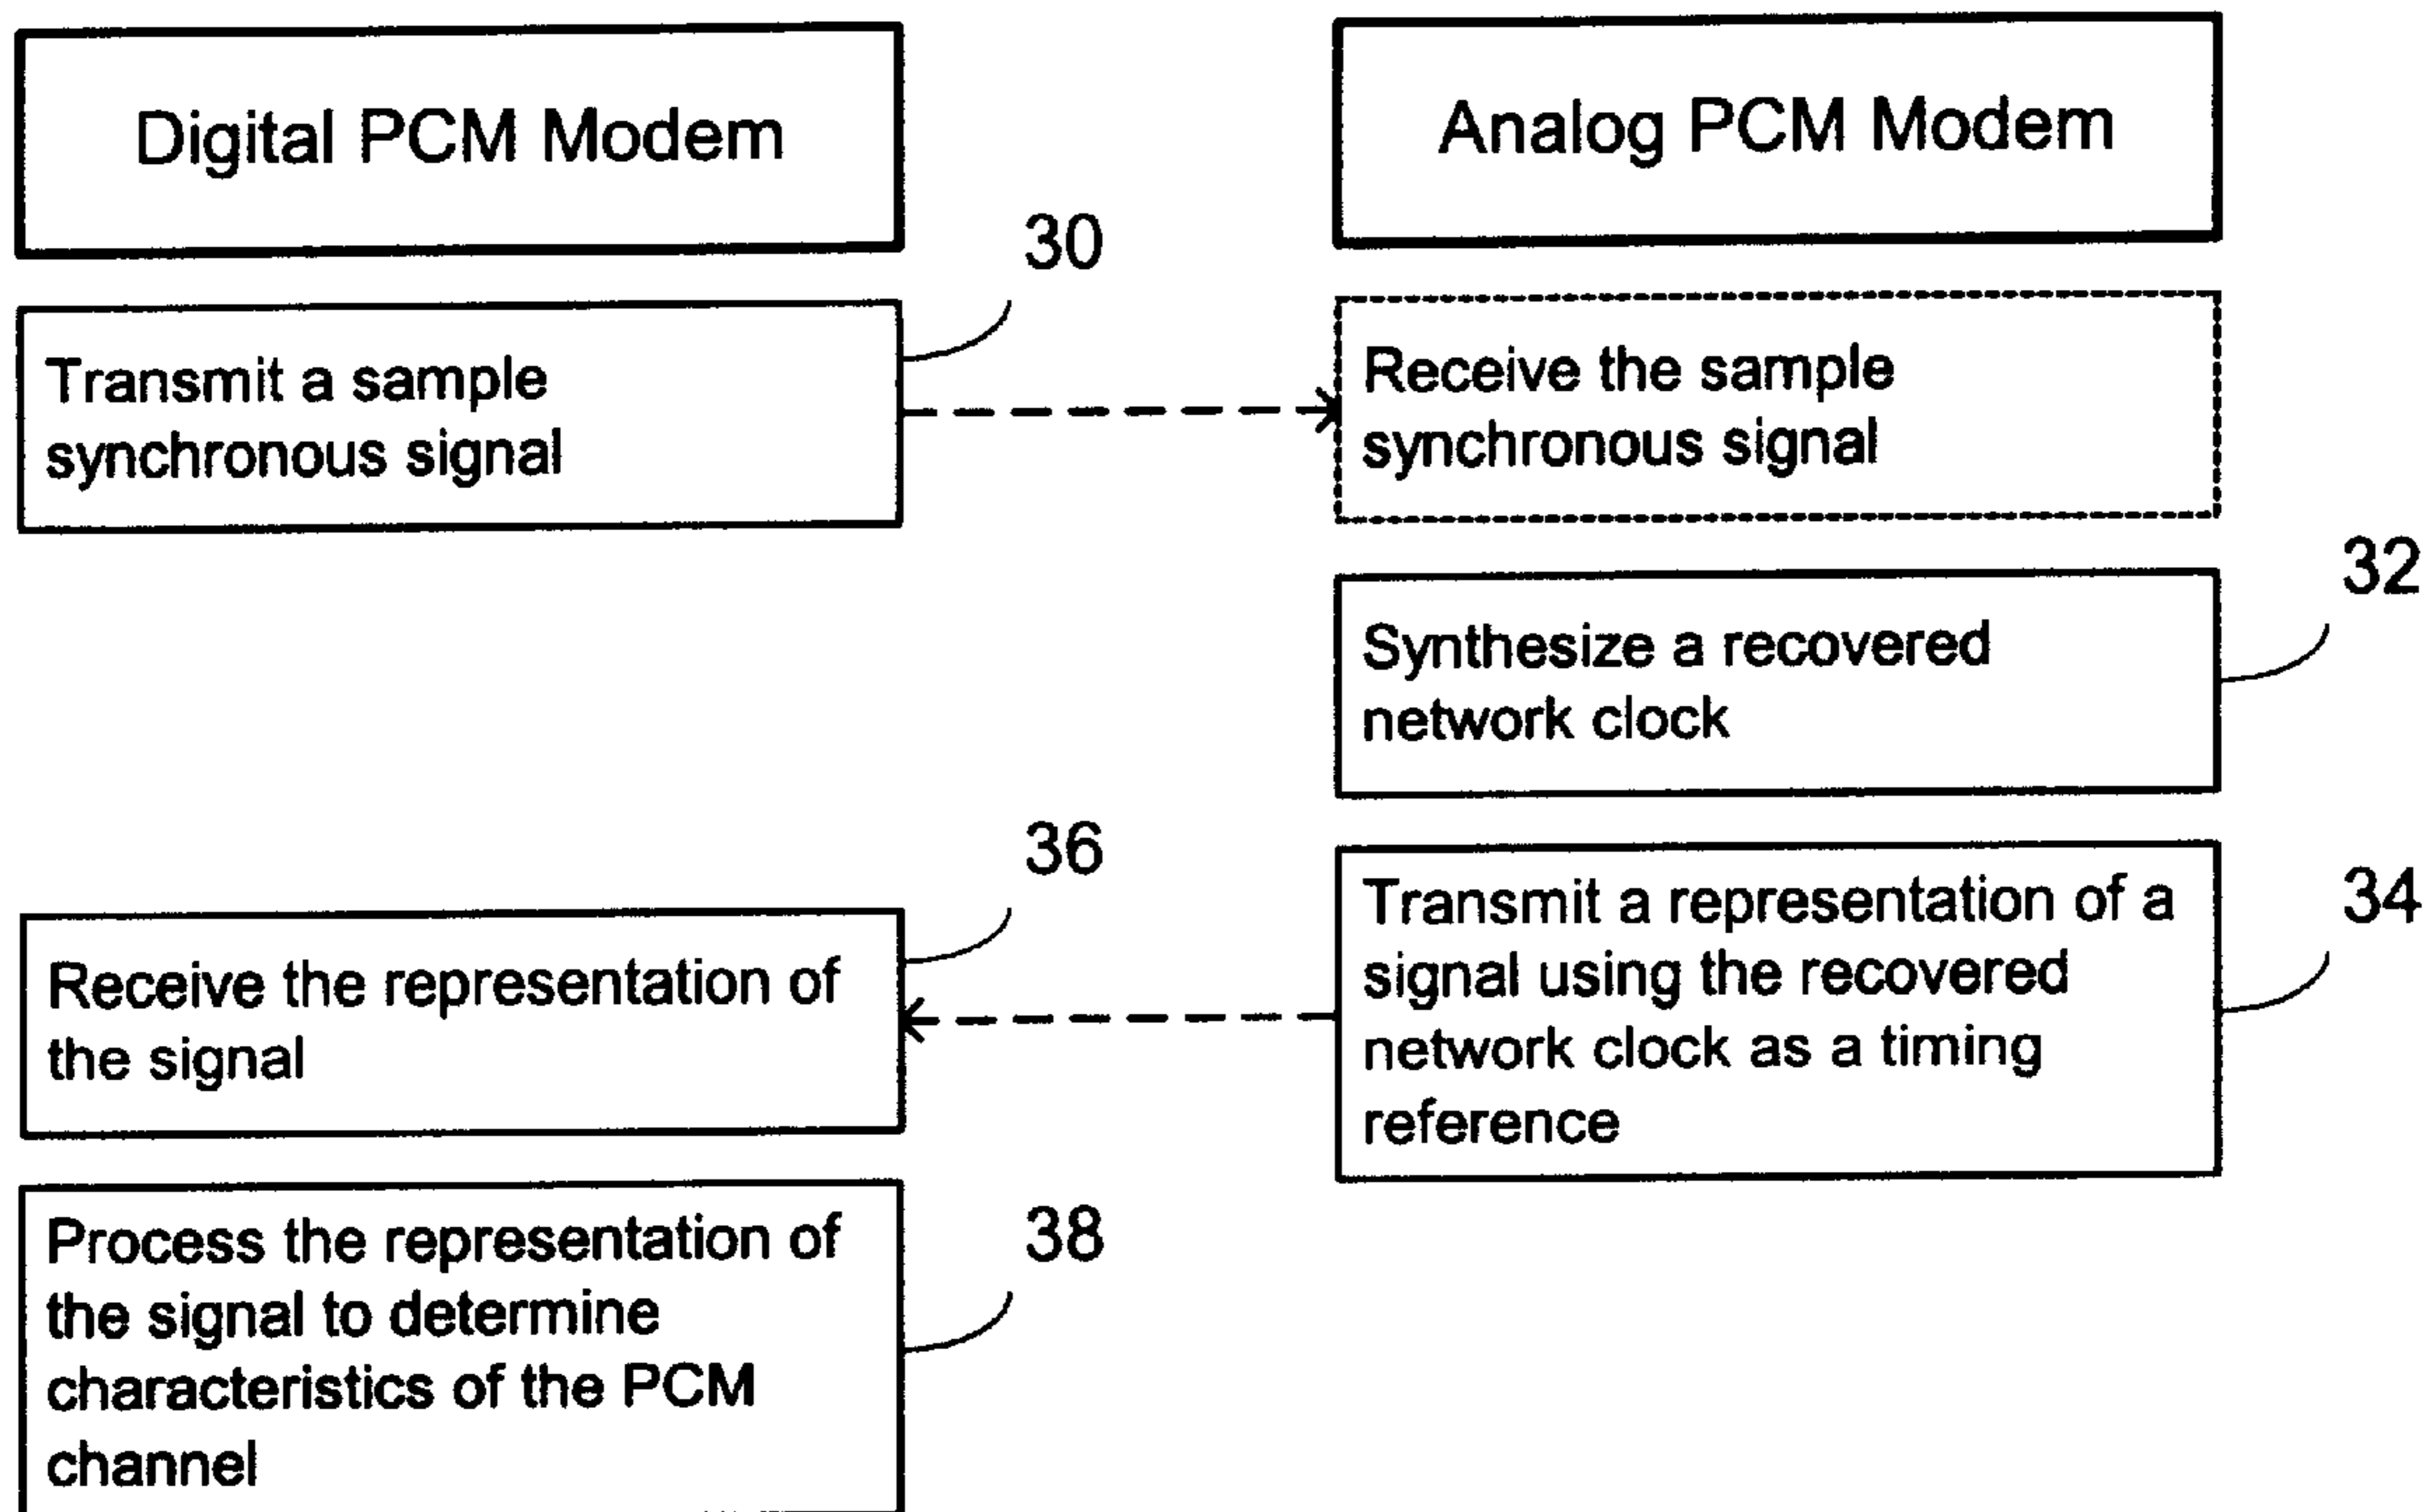 Digital PCM Modem
Analog PCM Modem
30
Transmit a sample
synchronous signal
Receive the sample
synchronous signal
32
Synthesize a recovered
network clock
36
Receive the representation of
the signal
34
Transmit a representation of a
signal using the recovered
network clock as a timing
reference
38
Process the representation of
the signal to determine
characteristics of the PCM
channel